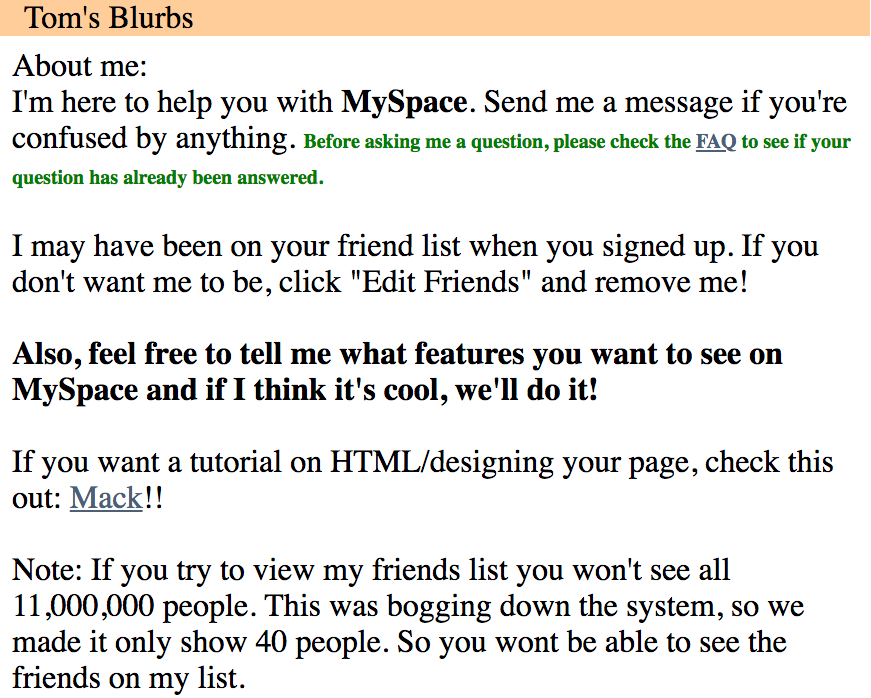 Tom's Blurbs
About me:
I'm here to help you with MySpace. Send me a message if you're
confused by anything. Before asking me a question, please check the FAQ to see if your
question has already been answered.
I may have been on your friend list when you signed up. If you
don't want me to be, click "Edit Friends" and remove me!
Also, feel free to tell me what features you want to see on
MySpace and if I think it's cool, we'll do it!
If you want a tutorial on HTML/designing your page, check this
out: Mack!!
Note: If you try to view my friends list you won't see all
11,000,000 people. This was bogging down the system, so we
made it only show 40 people. So you wont be able to see the
friends on my list.